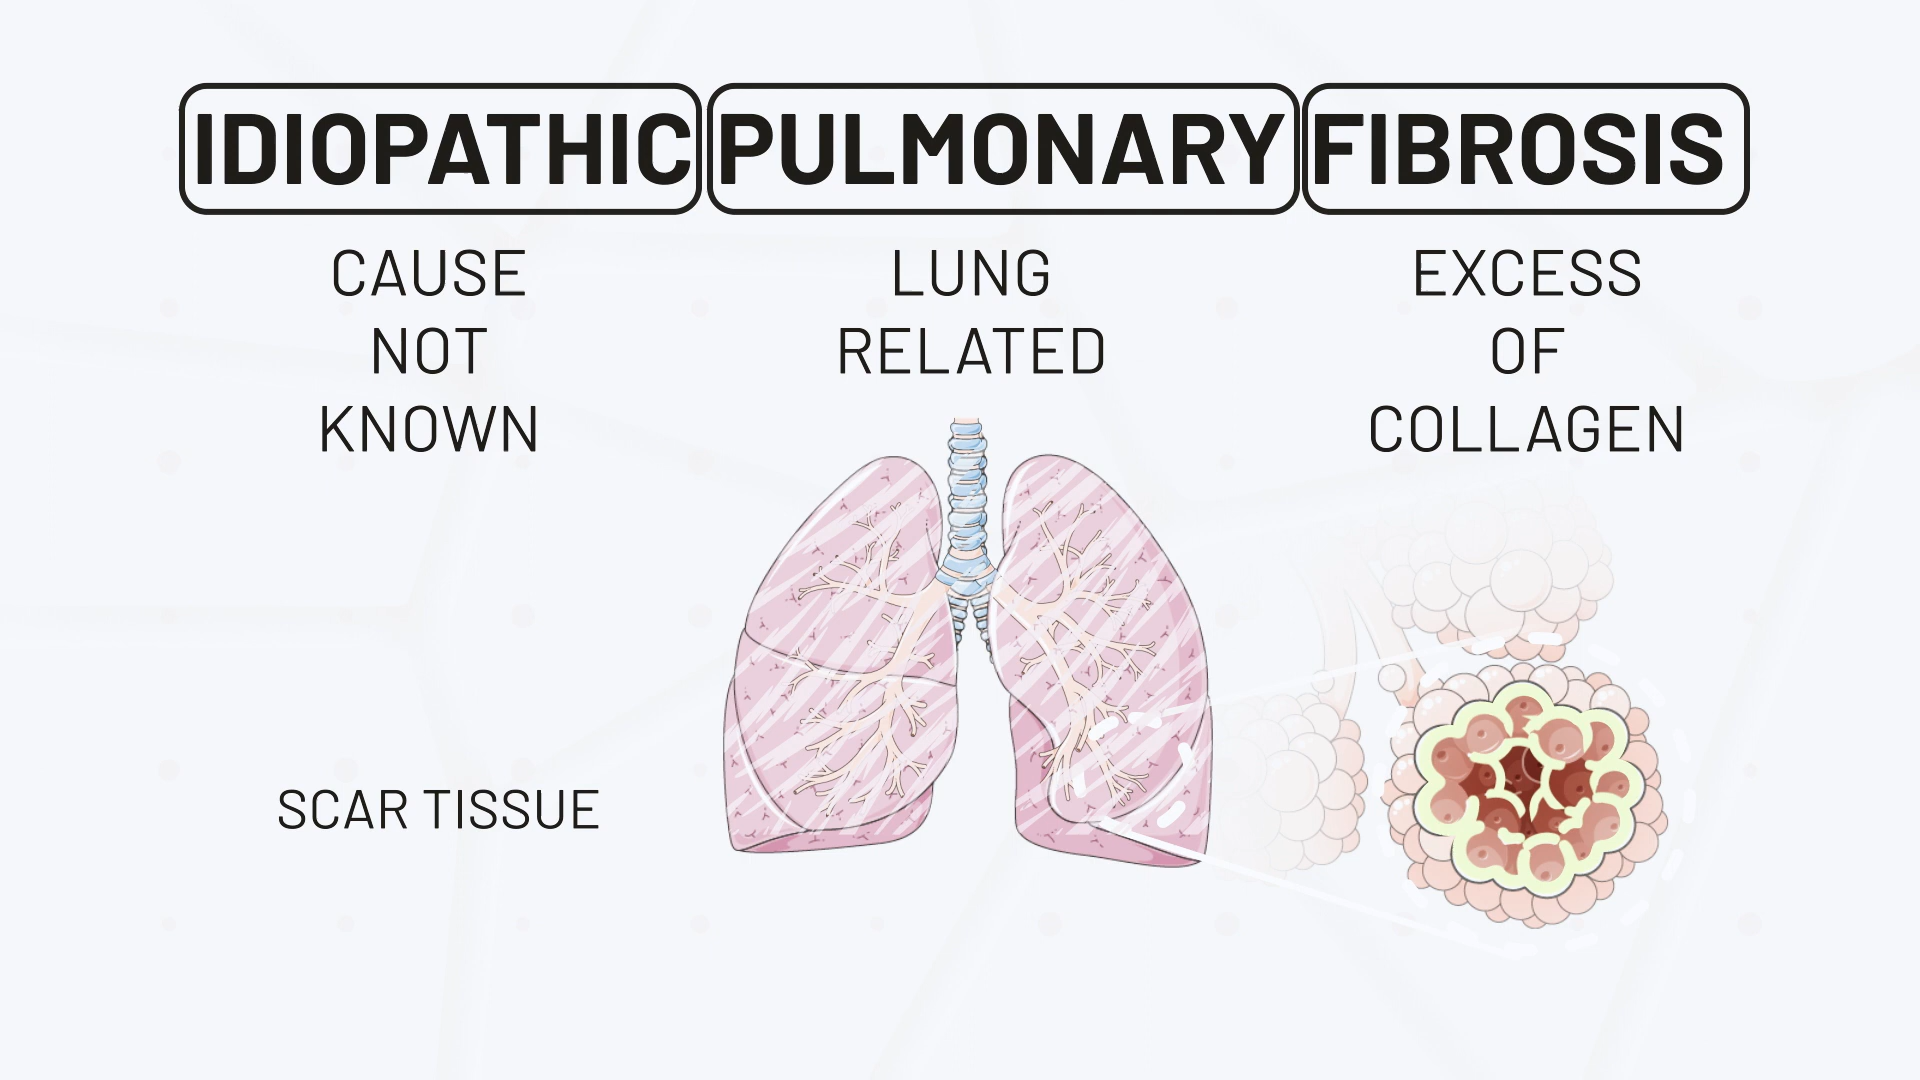 IDIOPATHIC PULMONARY FIBROSIS
CAUSE
NOT
KNOWN
LUNG
RELATED
EXCESS
OF
COLLAGEN
SCAR TISSUE